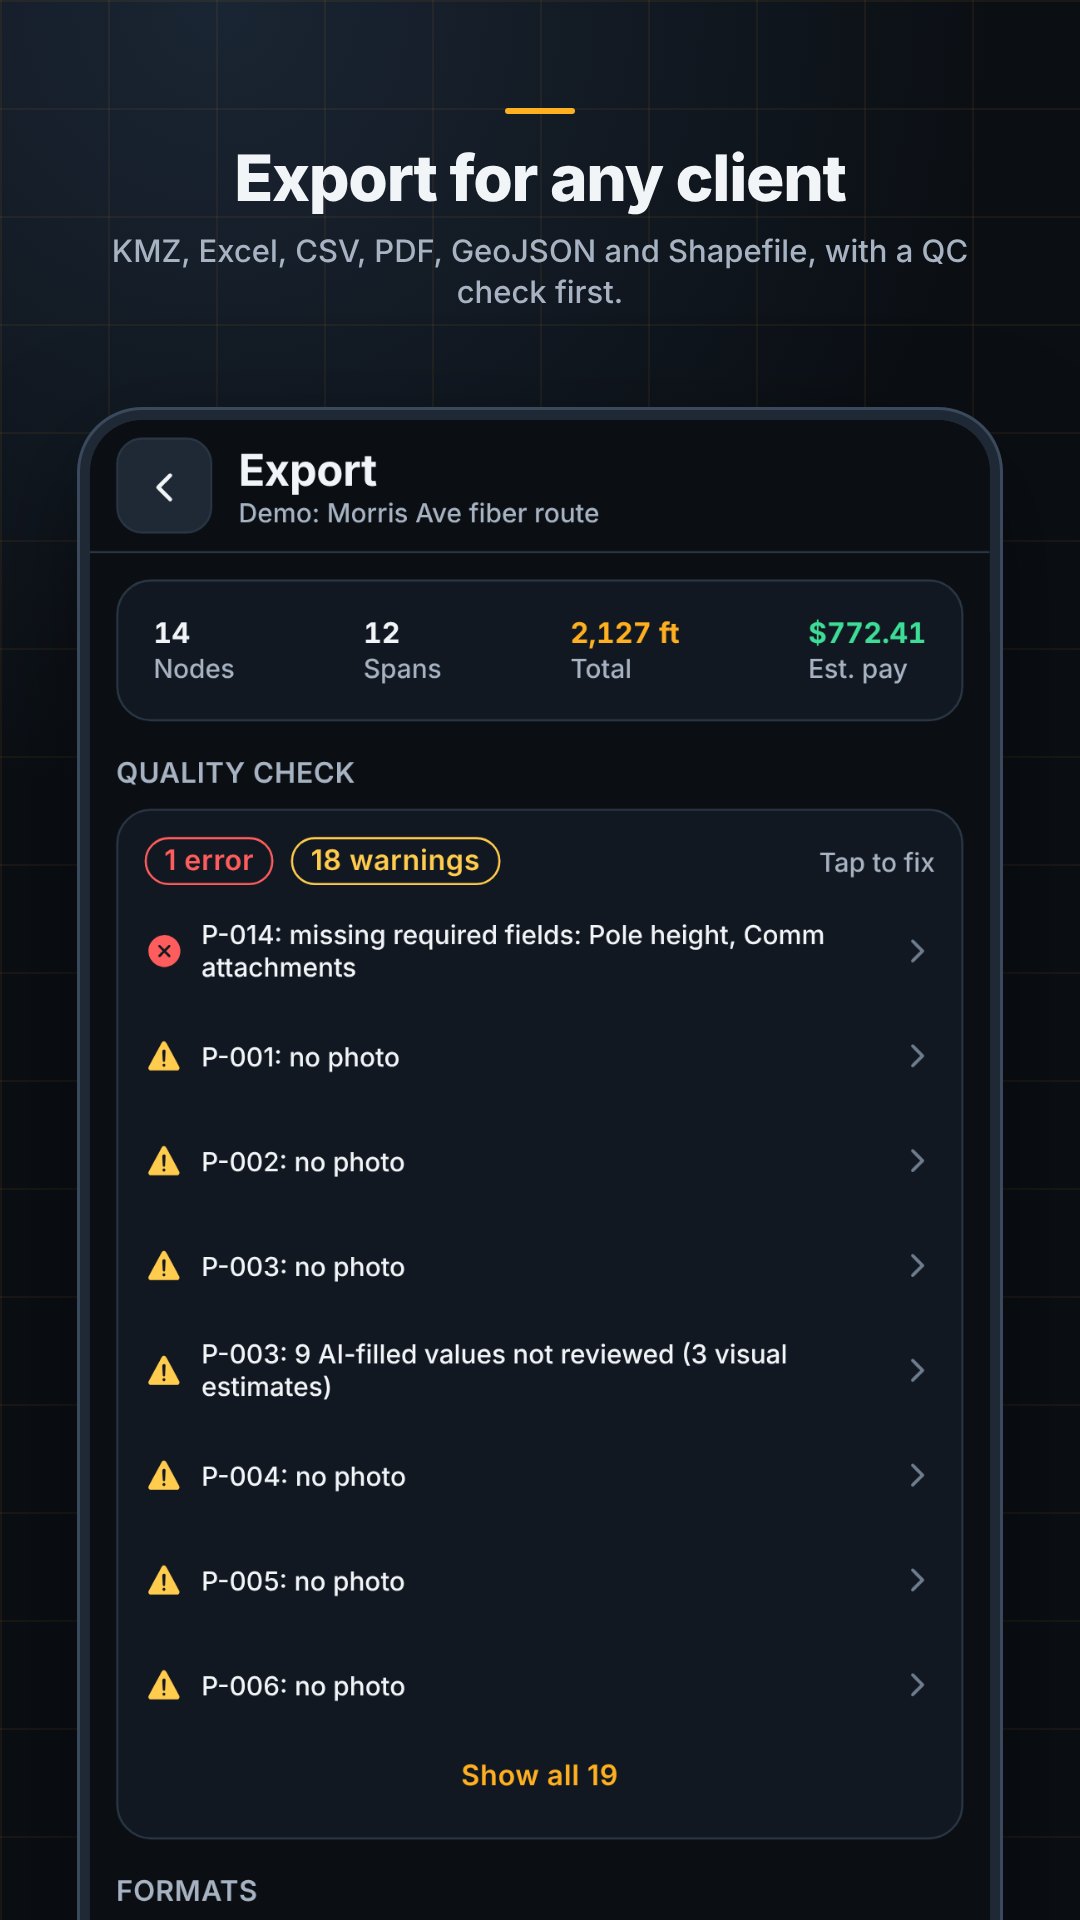 Export for any client
KMZ, Excel, CSV, PDF, GeoJSON and Shapefile, with a QC
check first.
Export
Demo: Morris Ave fiber route
14
Nodes
12
Spans
2,127 ft
Total
$772.41
Est. pay
QUALITY CHECK
1 error
18 warnings
Tap to fix
P-014: missing required fields: Pole height, Comm
attachments
P-001: no photo
P-002: no photo
P-003: no photo
P-003: 9 AI-filled values not reviewed (3 visual
estimates)
P-004: no photo
P-005: no photo
P-006: no photo
Show all 19
FORMATS